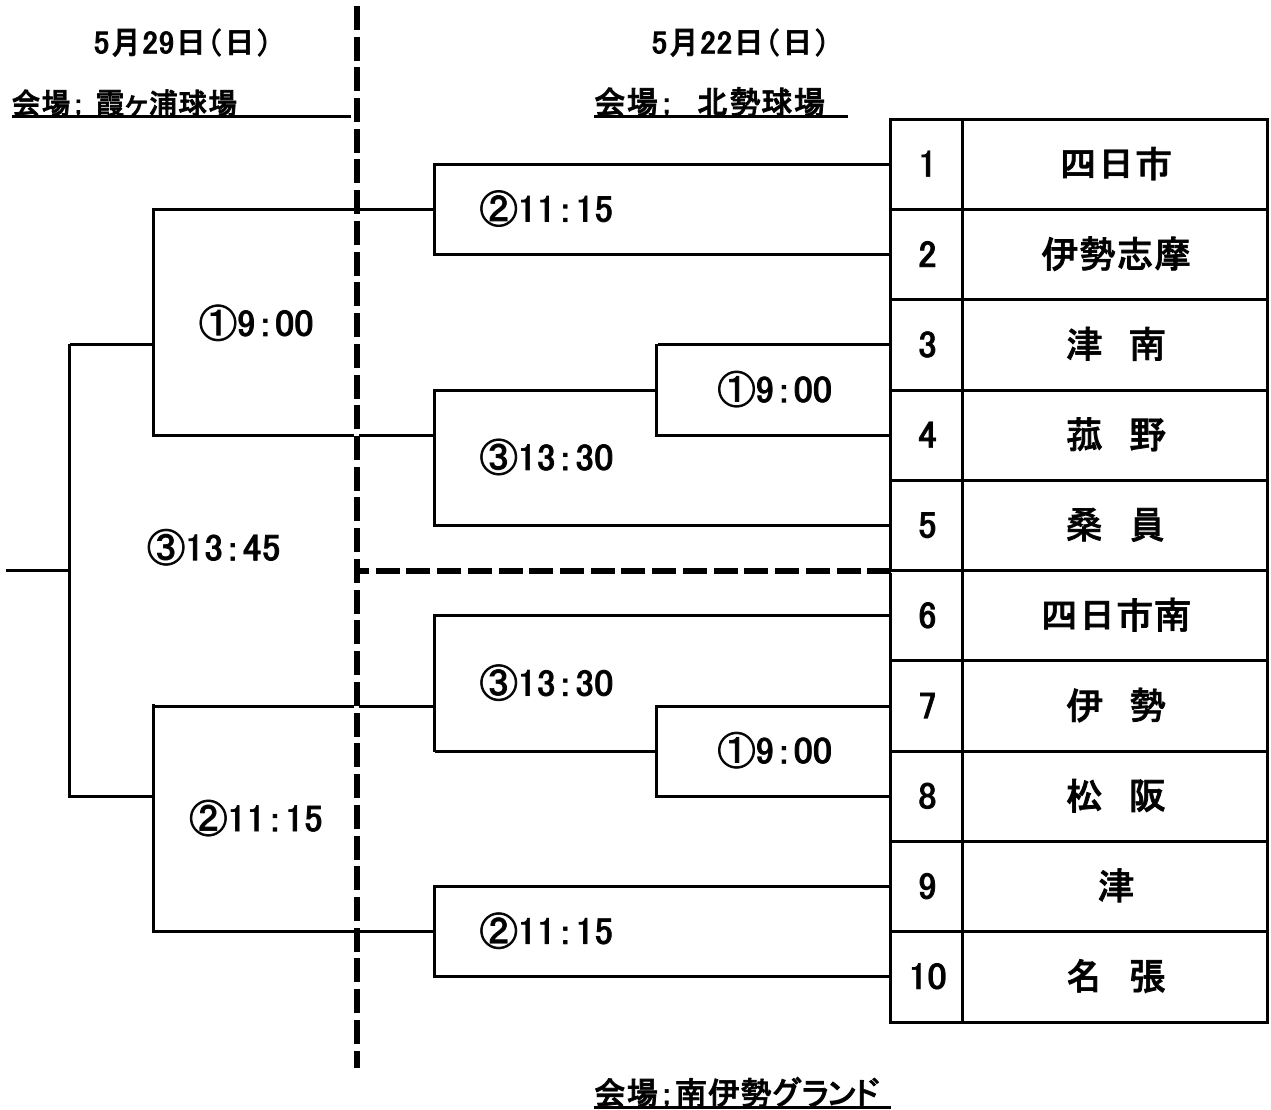 5月29日(日)
5月22日(日)
会場; 霞ヶ浦球場
会場; 北勢球場
1 四日市
②11:15
2 伊勢志摩
①9:00
3 津 南
①9:00
4 菰 野
③13:30
5 桑 員
③13:45
6 四日市南
③13:30
7 伊 勢
①9:00
8 松 阪
②11:15
9 津
②11:15
10 名 張
会場;南伊勢グランド